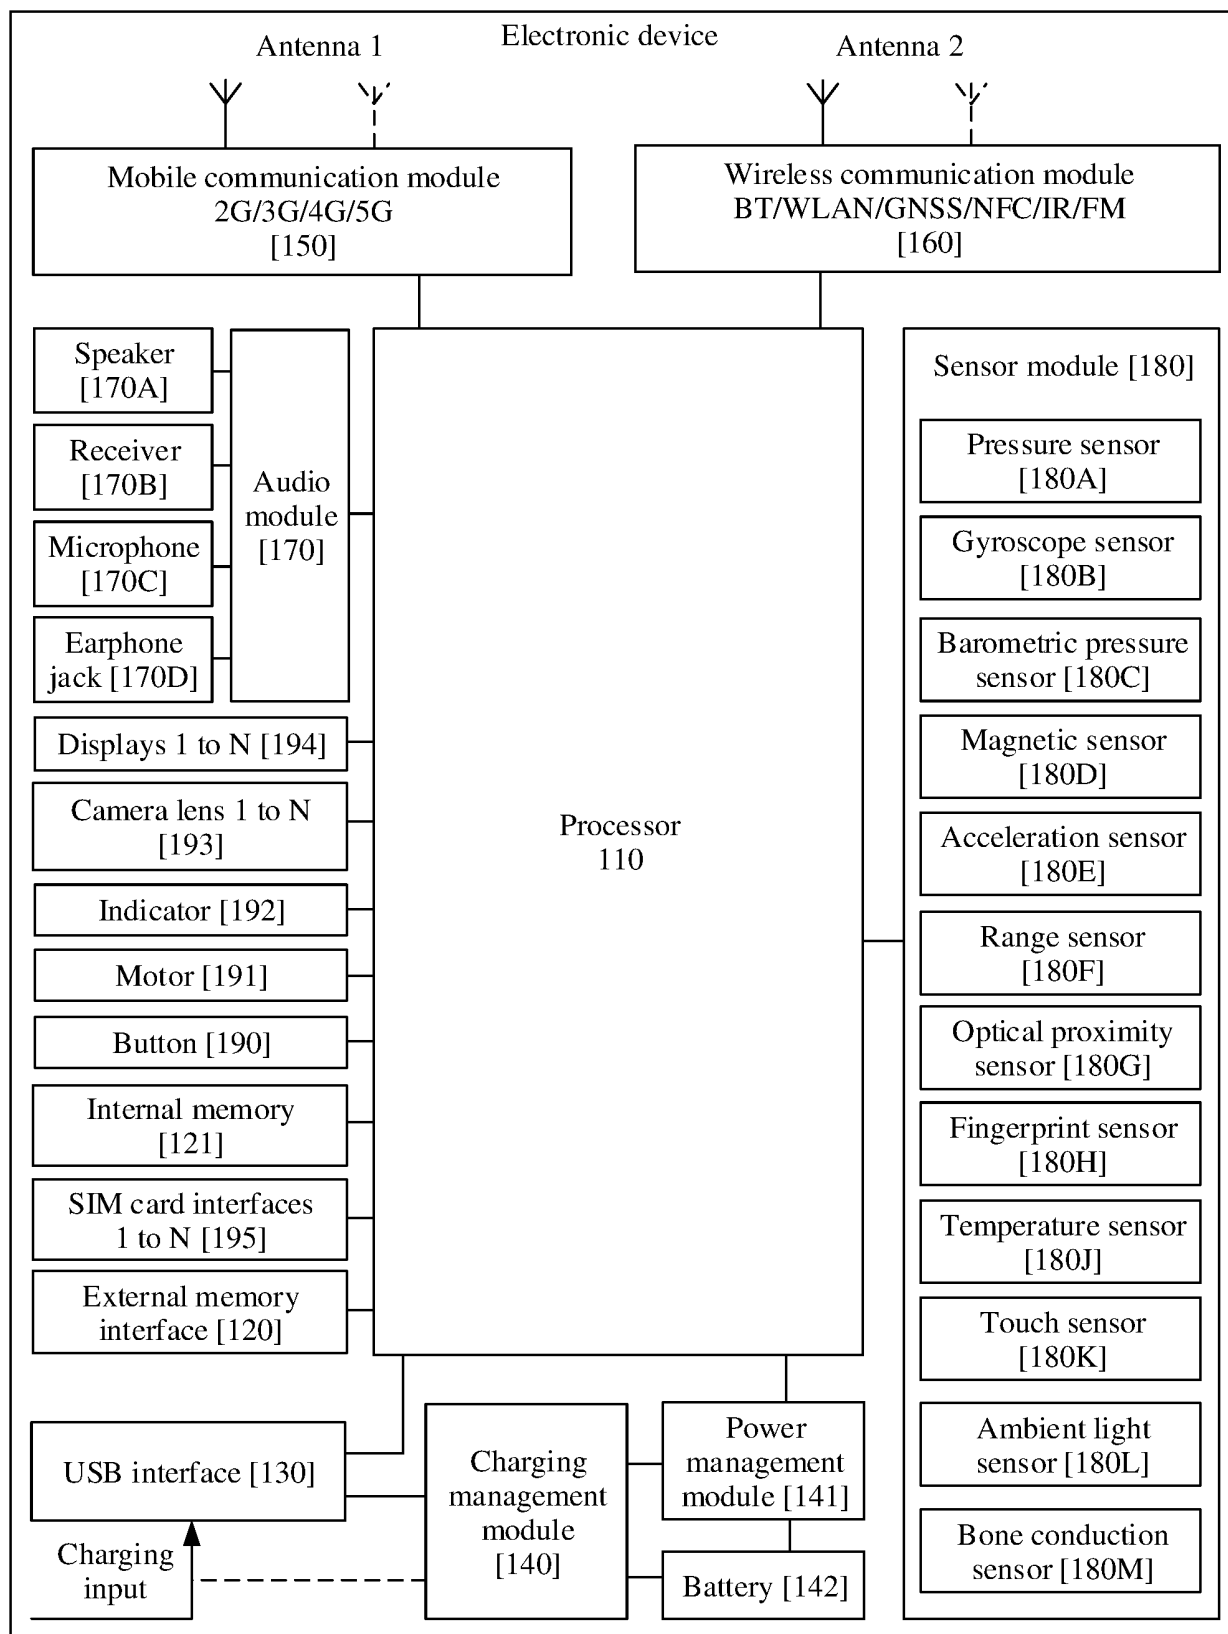 Electronic device
Antenna 1
Antenna 2
Mobile communication module
2G/3G/4G/5G
[150]
Wireless communication module
BT/WLAN/GNSS/NFC/IR/FM
[160]
Speaker
[170A]
Receiver
[170B]
Microphone
[170C]
Earphone
jack [170D]
Audio
module
[170]
Displays 1 to N [194]
Camera lens 1 to N
[193]
Indicator [192]
Motor [191]
Button [190]
Internal memory
[121]
SIM card interfaces
1 to N [195]
External memory
interface [120]
Processor
110
Sensor module [180]
Pressure sensor
[180A]
Gyroscope sensor
[180B]
Barometric pressure
sensor [180C]
Magnetic sensor
[180D]
Acceleration sensor
[180E]
Range sensor
[180F]
Optical proximity
sensor [180G]
Fingerprint sensor
[180H]
Temperature sensor
[180J]
Touch sensor
[180K]
Ambient light
sensor [180L]
Bone conduction
sensor [180M]
USB interface [130]
Charging
input
Charging
management
module
[140]
Power
management
module [141]
Battery [142]